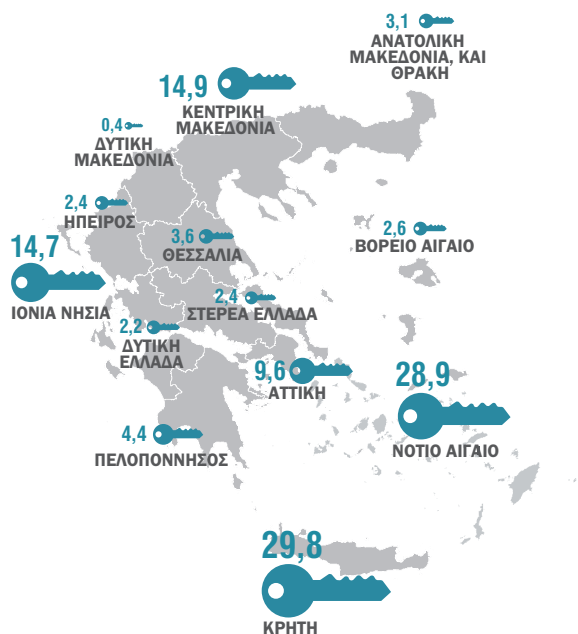 3,1
ΑΝΑΤΟΛΙΚΗ
ΜΑΚΕΔΟΝΙΑ, ΚΑΙ
ΘΡΑΚΗ
14,9
ΚΕΝΤΡΙΚΗ
ΜΑΚΕΔΟΝΙΑ
0,4
ΔΥΤΙΚΗ
ΜΑΚΕΔΟΝΙΑ
2,4
ΗΠΕΙΡΟΣ
3,6
ΘΕΣΣΑΛΙΑ
2,6
ΒΟΡΕΙΟ ΑΙΓΑΙΟ
14,7
ΙΟΝΙΑ ΝΗΣΙΑ
2,4
ΣΤΕΡΕΑ ΕΛΛΑΔΑ
2,2
ΔΥΤΙΚΗ
ΕΛΛΑΔΑ
9,6
ΑΤΤΙΚΗ
28,9
ΝΟΤΙΟ ΑΙΓΑΙΟ
4,4
ΠΕΛΟΠΟΝΝΗΣΟΣ
29,8
ΚΡΗΤΗ